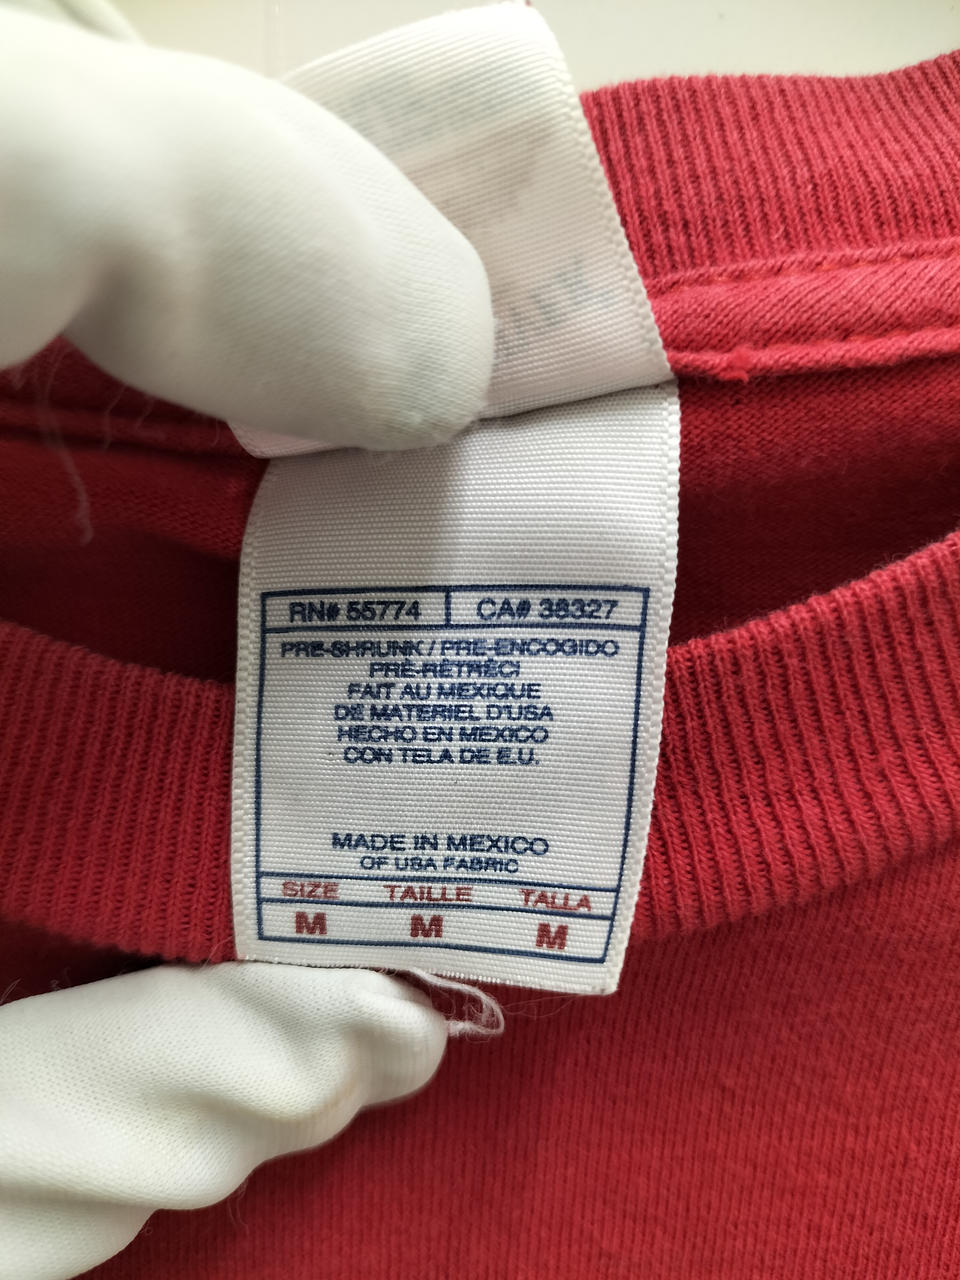 RN# 55774 CA# 38327
PRE-SHRUNK / PRE-ENCOGIDO
PRÉ-RÉTRÉCI
FAIT AU MEXIQUE
DE MATERIEL D'USA
HECHO EN MEXICO
CON TELA DE E.U.
MADE IN MEXICO
OF USA FABRIC
SIZE TAILLE TALLA
M M M